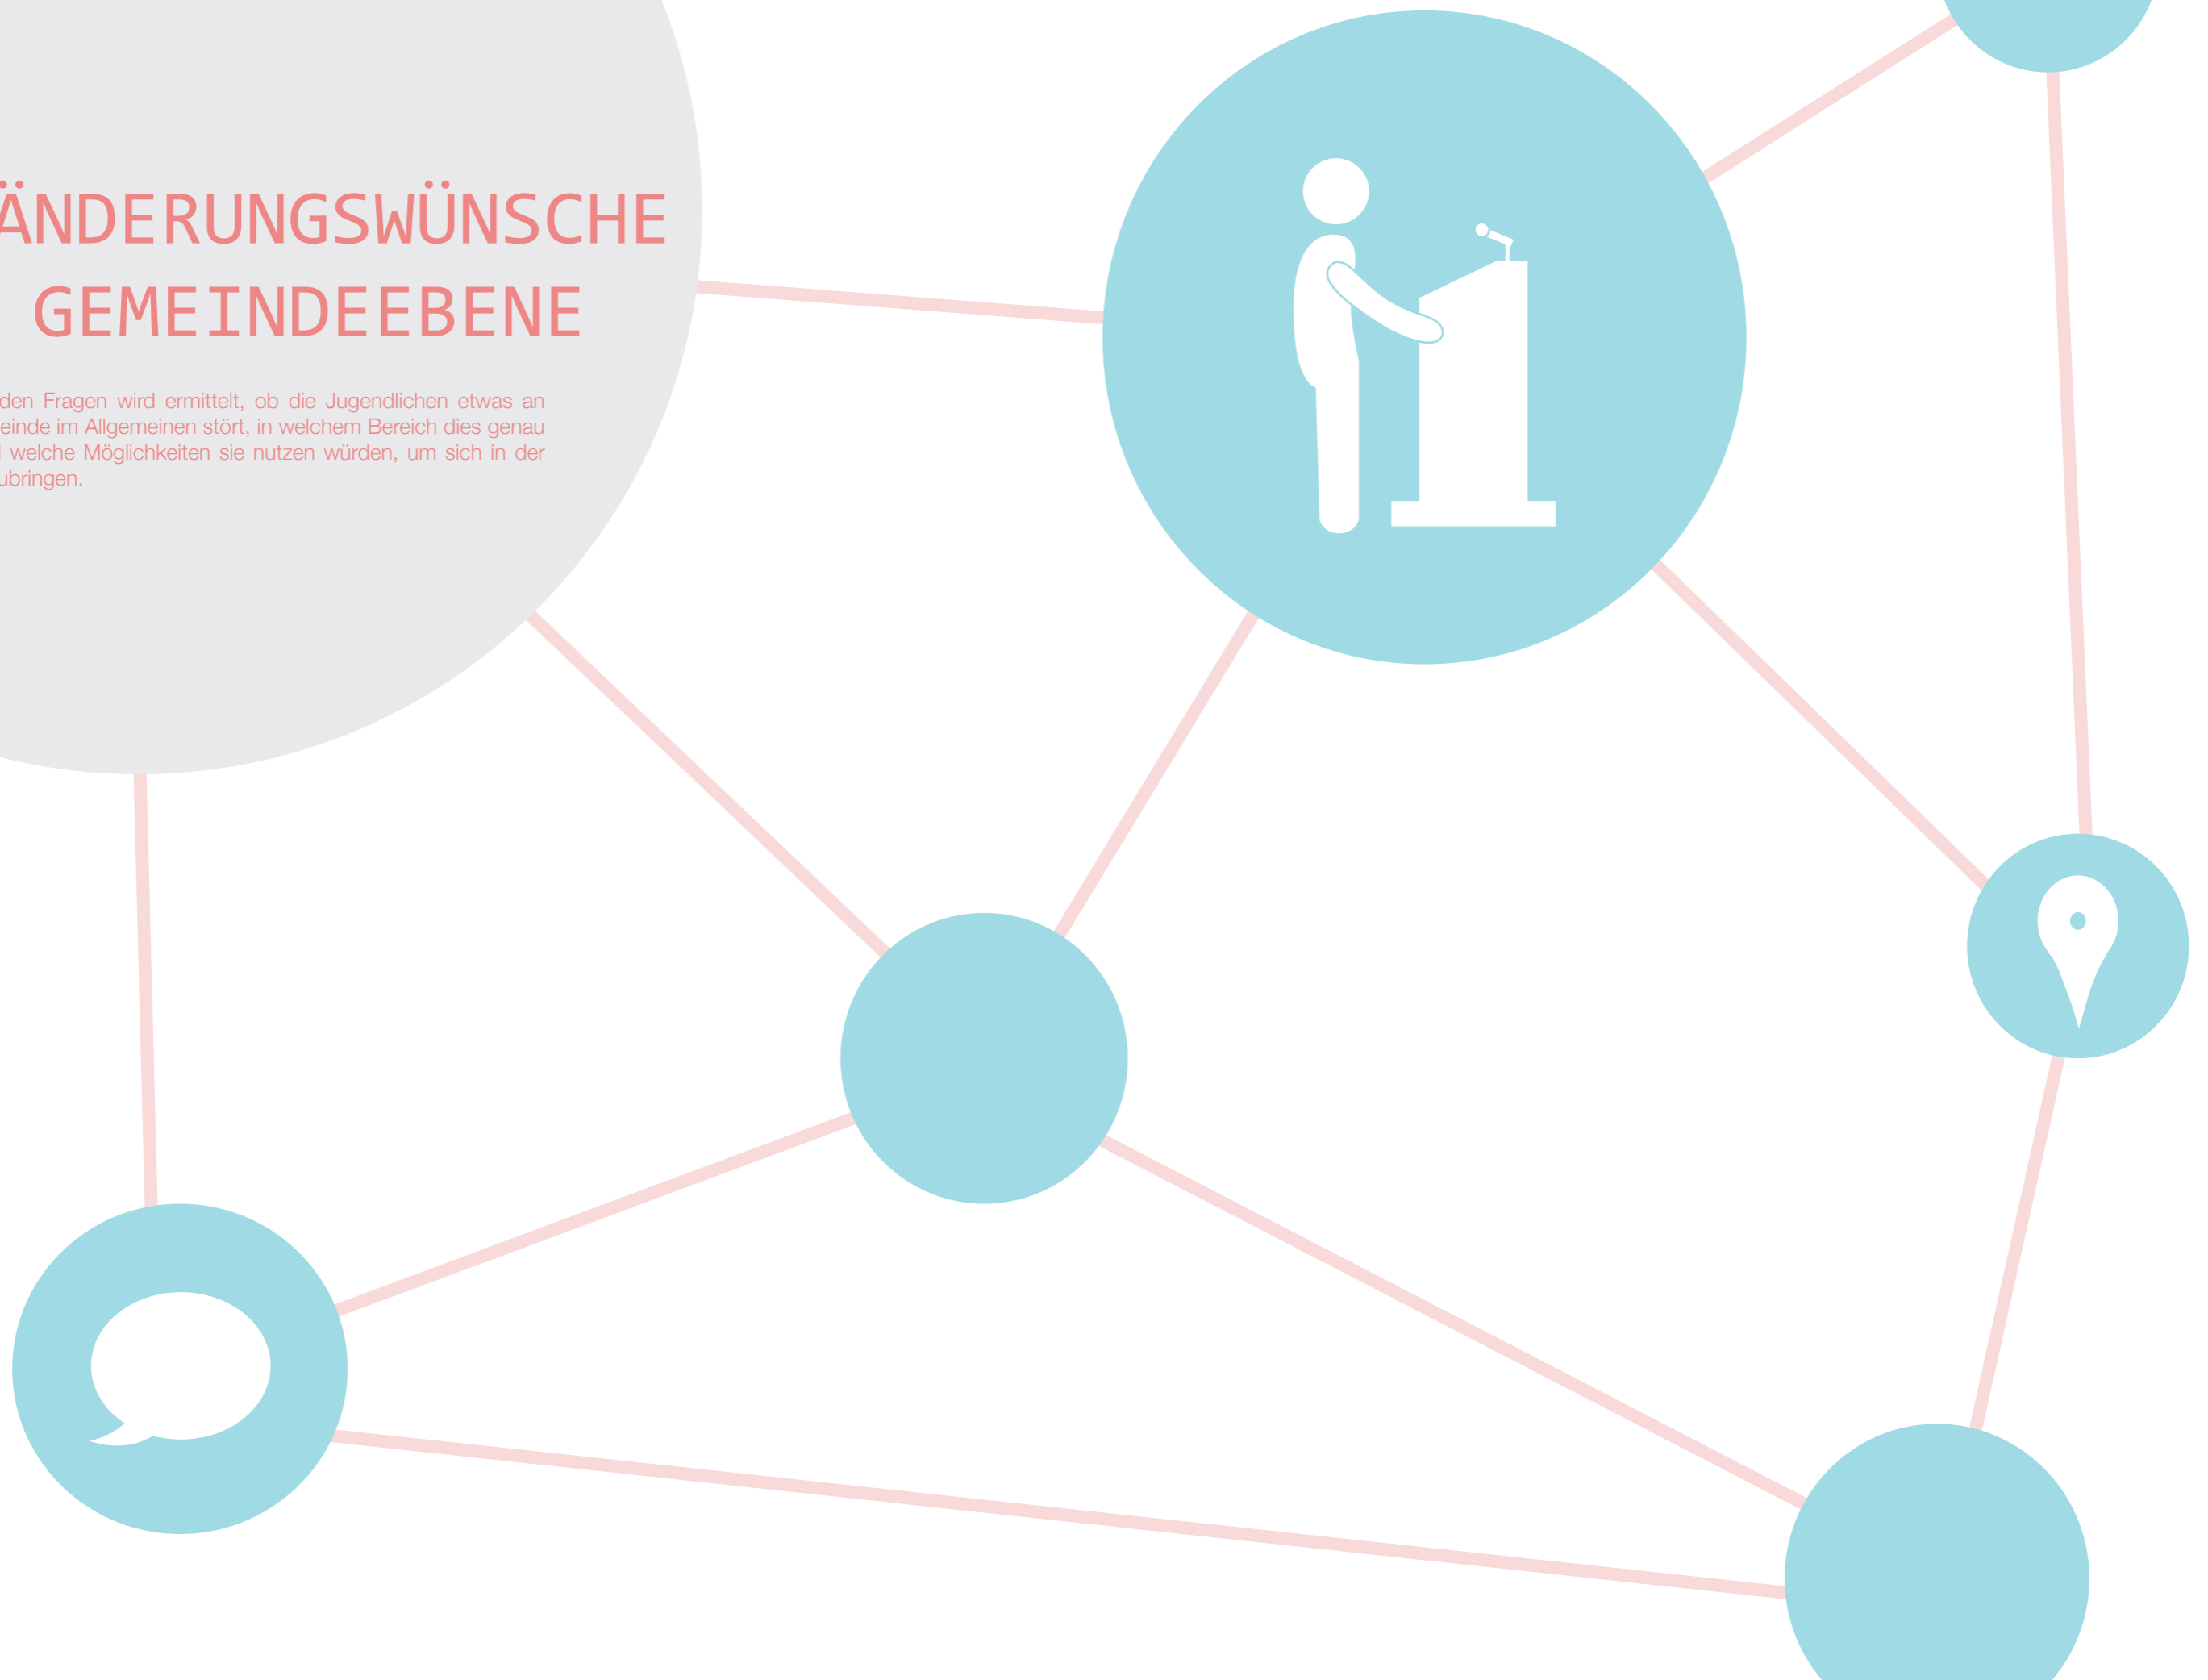 ÄNDERUNGSWÜNSCHE
GEMEINDEEBENE
den Fragen wird ermittelt, ob die Jugendlichen etwas an
einde im Allgemeinen stört, in welchem Bereich dies genau
welche Möglichkeiten sie nutzen würden, um sich in der
ubringen.